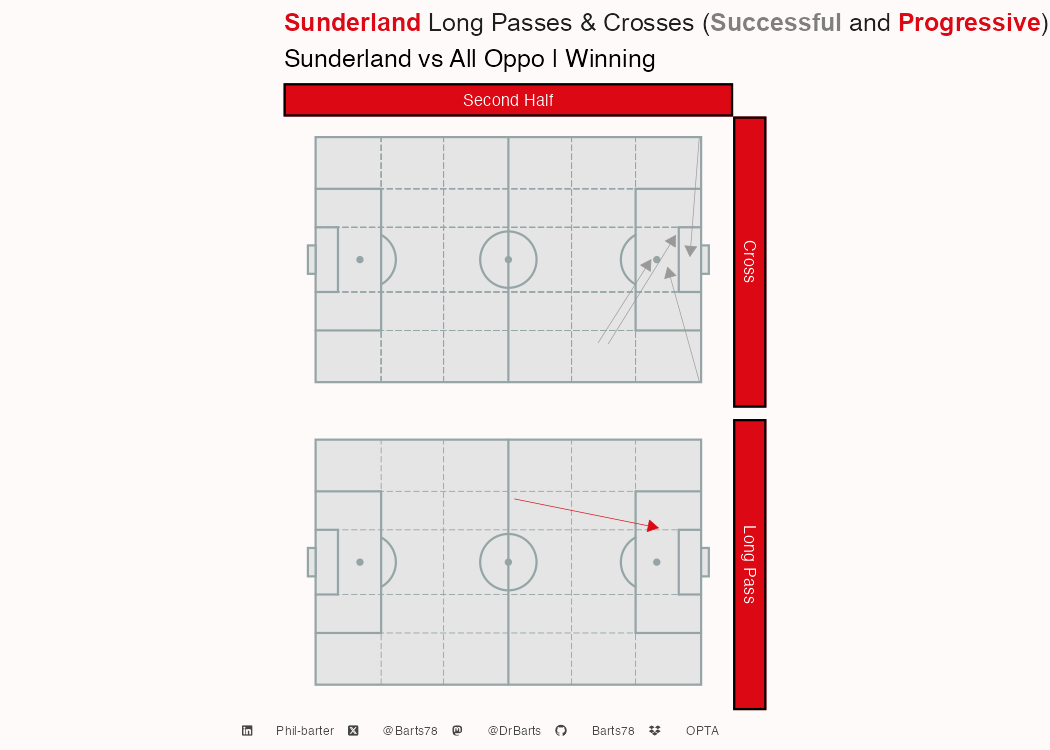 Sunderland Long Passes & Crosses (Successful and Progressive)
Sunderland vs All Oppo | Winning
Second Half
Cross
Long Pass
Phil-barter @Barts78 @DrBarts Barts78 OPTA